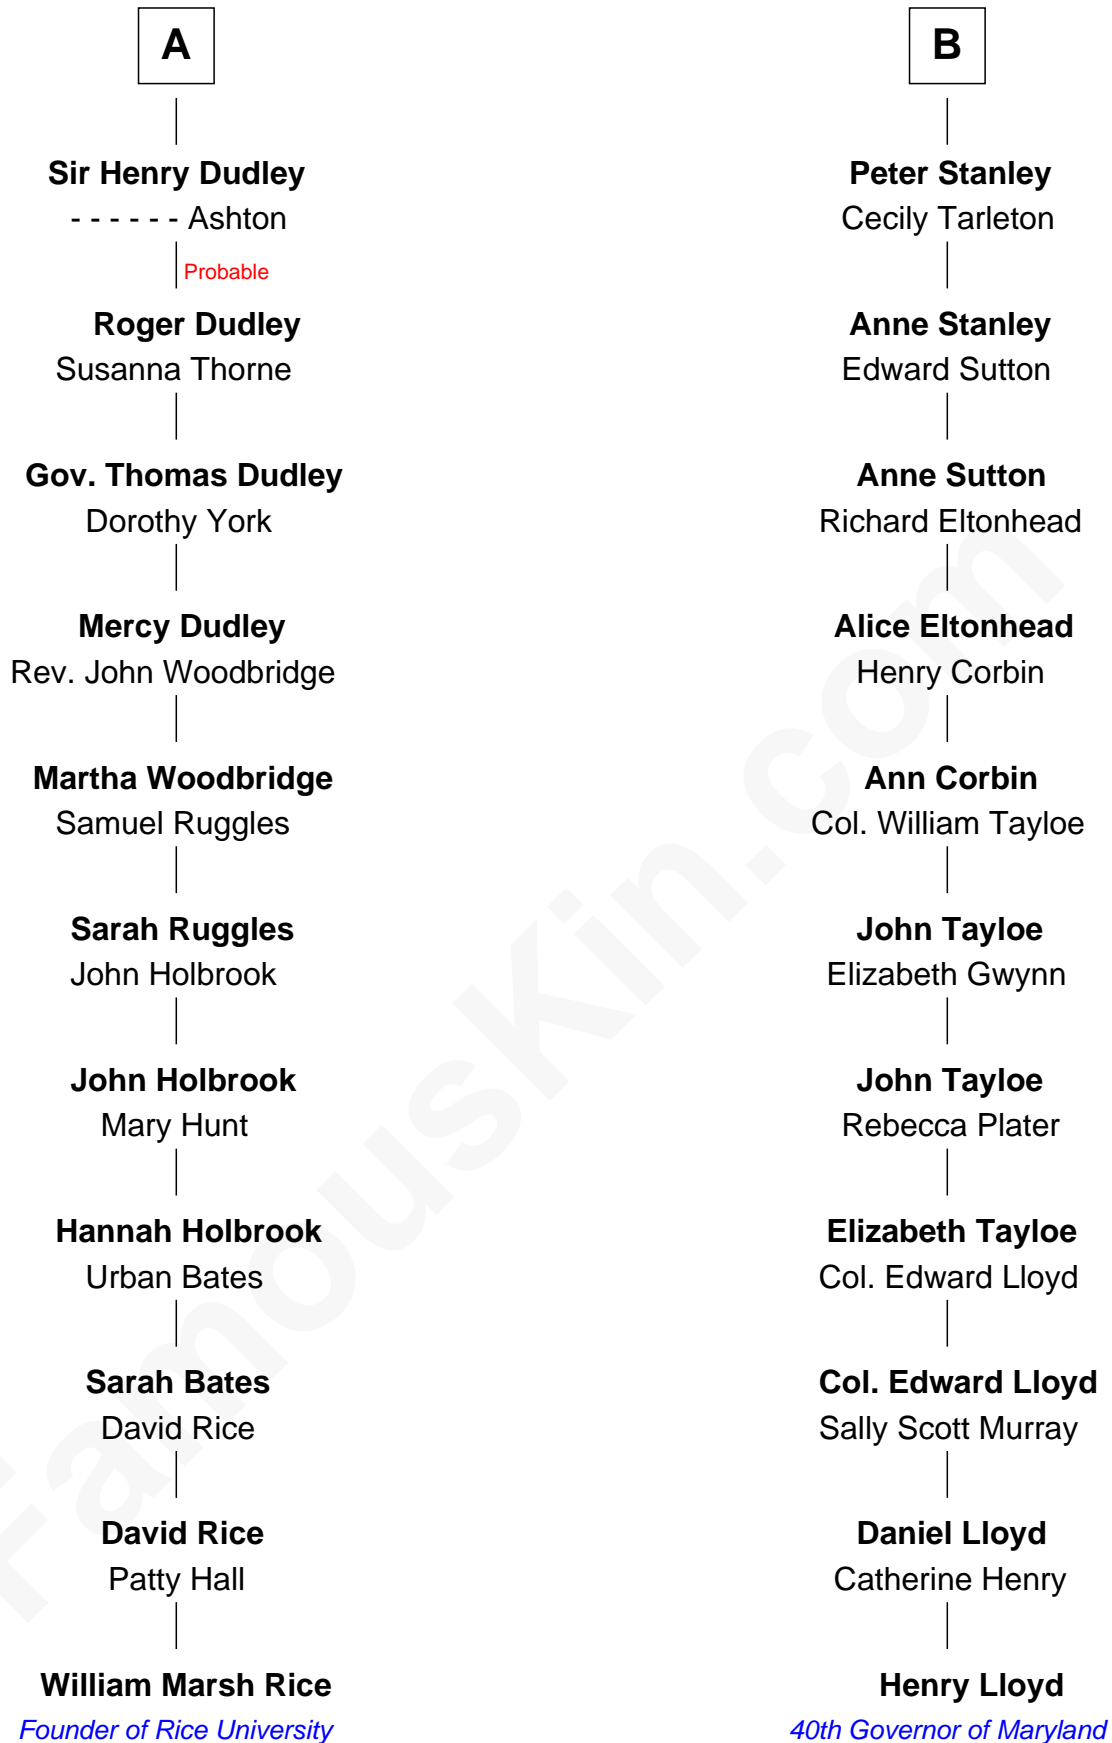 A
Sir Henry Dudley
- - - - - - Ashton
Probable
Roger Dudley
Susanna Thorne
Gov. Thomas Dudley
Dorothy York
Mercy Dudley
Rev. John Woodbridge
Martha Woodbridge
Samuel Ruggles
Sarah Ruggles
John Holbrook
John Holbrook
Mary Hunt
Hannah Holbrook
Urban Bates
Sarah Bates
David Rice
David Rice
Patty Hall
William Marsh Rice
Founder of Rice University
B
Peter Stanley
Cecily Tarleton
Anne Stanley
Edward Sutton
Anne Sutton
Richard Eltonhead
Alice Eltonhead
Henry Corbin
Ann Corbin
Col. William Tayloe
John Tayloe
Elizabeth Gwynn
John Tayloe
Rebecca Plater
Elizabeth Tayloe
Col. Edward Lloyd
Col. Edward Lloyd
Sally Scott Murray
Daniel Lloyd
Catherine Henry
Henry Lloyd
40th Governor of Maryland
FamousKin.com